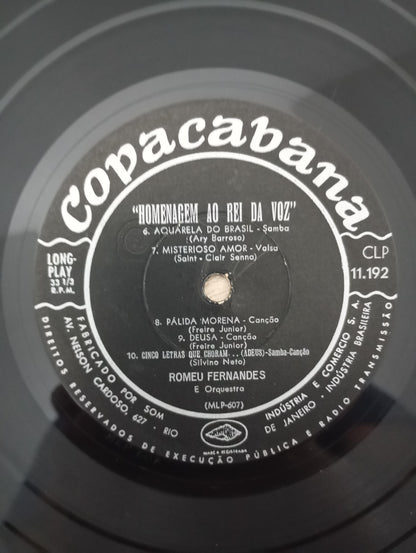 Copacabana
"HOMENAGEM AO REI DA VOZ"
6. AQUARELA DO BRASIL - Samba
(Ary Barroso)
7. MISTERIOSO AMOR - Valsa
(Saint - Clair Senna)
LONG-
PLAY
33 1/3
R.P.M.
CLP
11.192
8. PÁLIDA MORENA - Canção
(Freire Junior)
9. DEUSA - Canção
(Freire Junior)
10. CINCO LETRAS QUE CHORAM... (ADEUS)-Samba-Canção
(Silvino Neto)
ROMEU FERNANDES
E Orquestra
(MLP-607)
MARCA REGISTRADA
FABRICADO POR SOM INDÚSTRIA E COMERCIO S. A.
AV. NELSON CARDOSO, 627 - RIO DE JANEIRO - INDÚSTRIA BRASILEIRA
DIREITOS RESERVADOS DE EXECUÇÃO PÚBLICA E RADIO TRANSMISSÃO